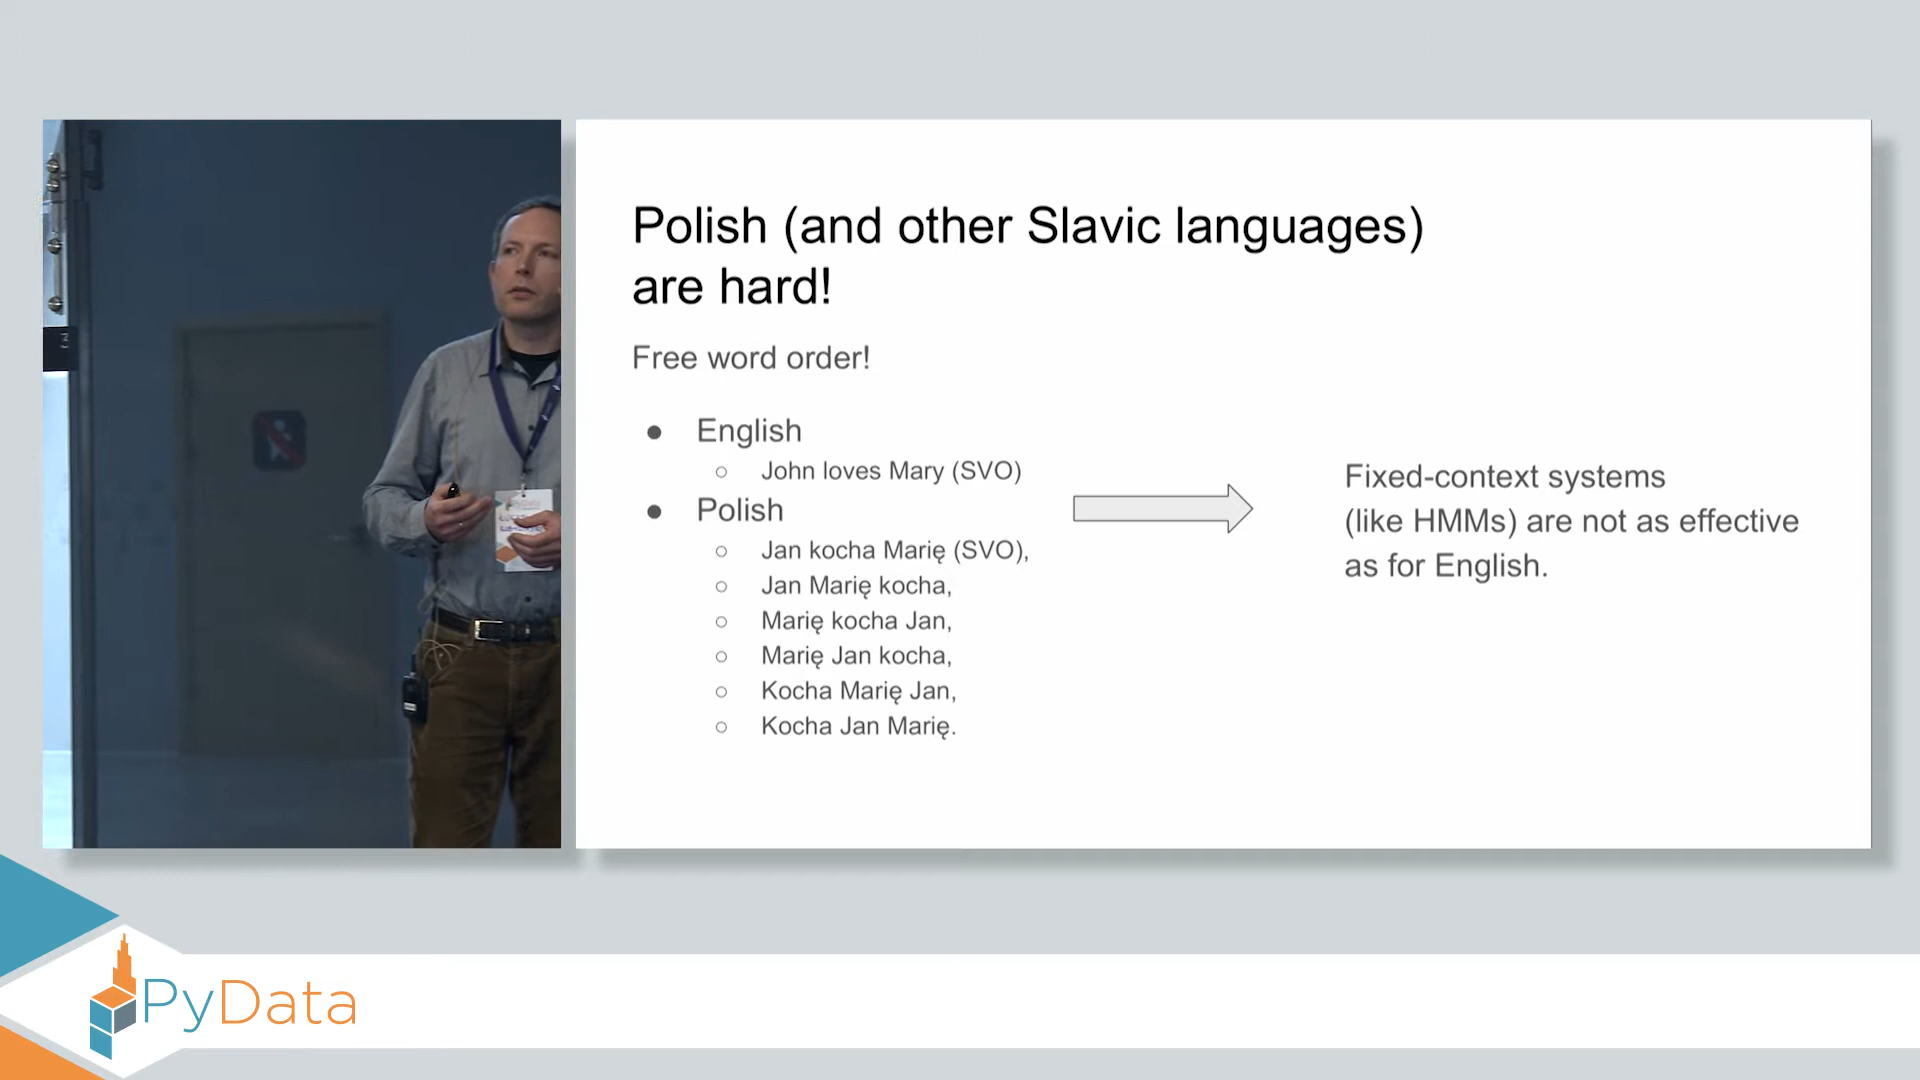 Polish (and other Slavic languages)
are hard!
Free word order!
● English
○ John loves Mary (SVO)
● Polish
○ Jan kocha Marię (SVO),
○ Jan Marię kocha,
○ Marię kocha Jan,
○ Marię Jan kocha,
○ Kocha Marię Jan,
○ Kocha Jan Marię.
Fixed-context systems
(like HMMs) are not as effective
as for English.
3
PyData